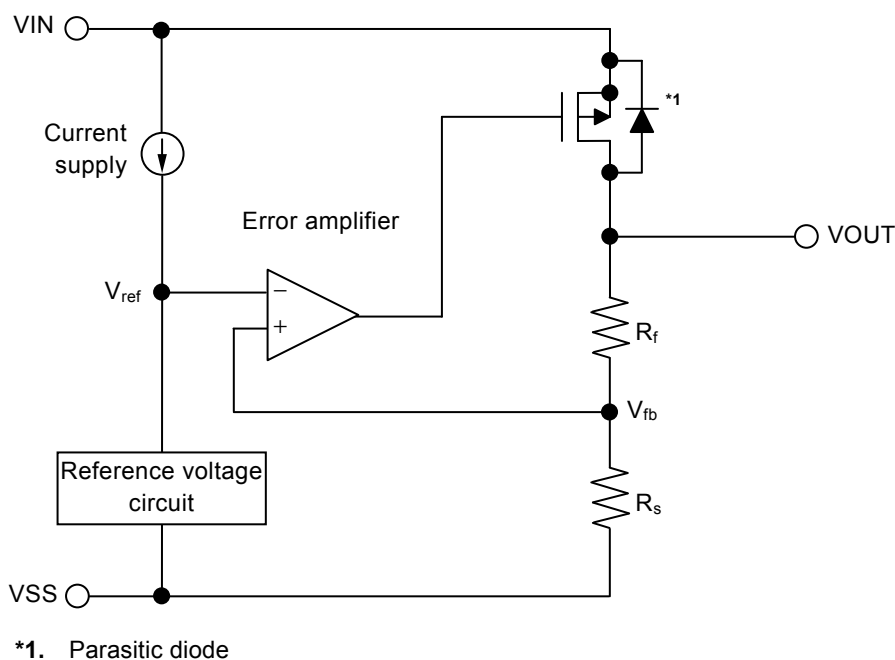 VIN
*1
Current
supply
Error amplifier
VOUT
Vref
−
+
Rf
Vfb
Reference voltage
circuit
Rs
VSS
*1. Parasitic diode